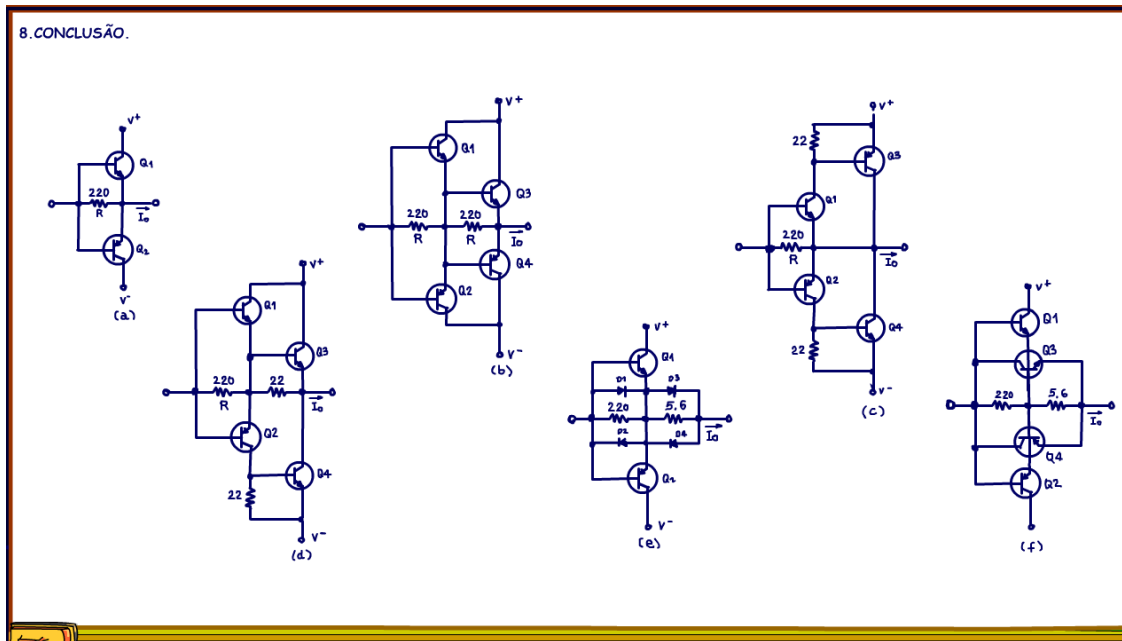 8.CONCLUSÃO.
V+
Q1
220
R
Io
Q2
V-
(a)
V+
Q1
Q3
220
220
R
R
Io
Q4
Q2
V-
(b)
V+
22
Q3
Q1
220
R
Io
Q2
22
Q4
V-
(c)
V+
Q1
Q3
220
22
R
Io
Q2
Q4
22
V-
(d)
V+
Q1
D1
D3
220
5.6
D2
D4
Io
Q2
V-
(e)
V+
Q1
Q3
220
5.6
Io
Q4
Q2
(f)